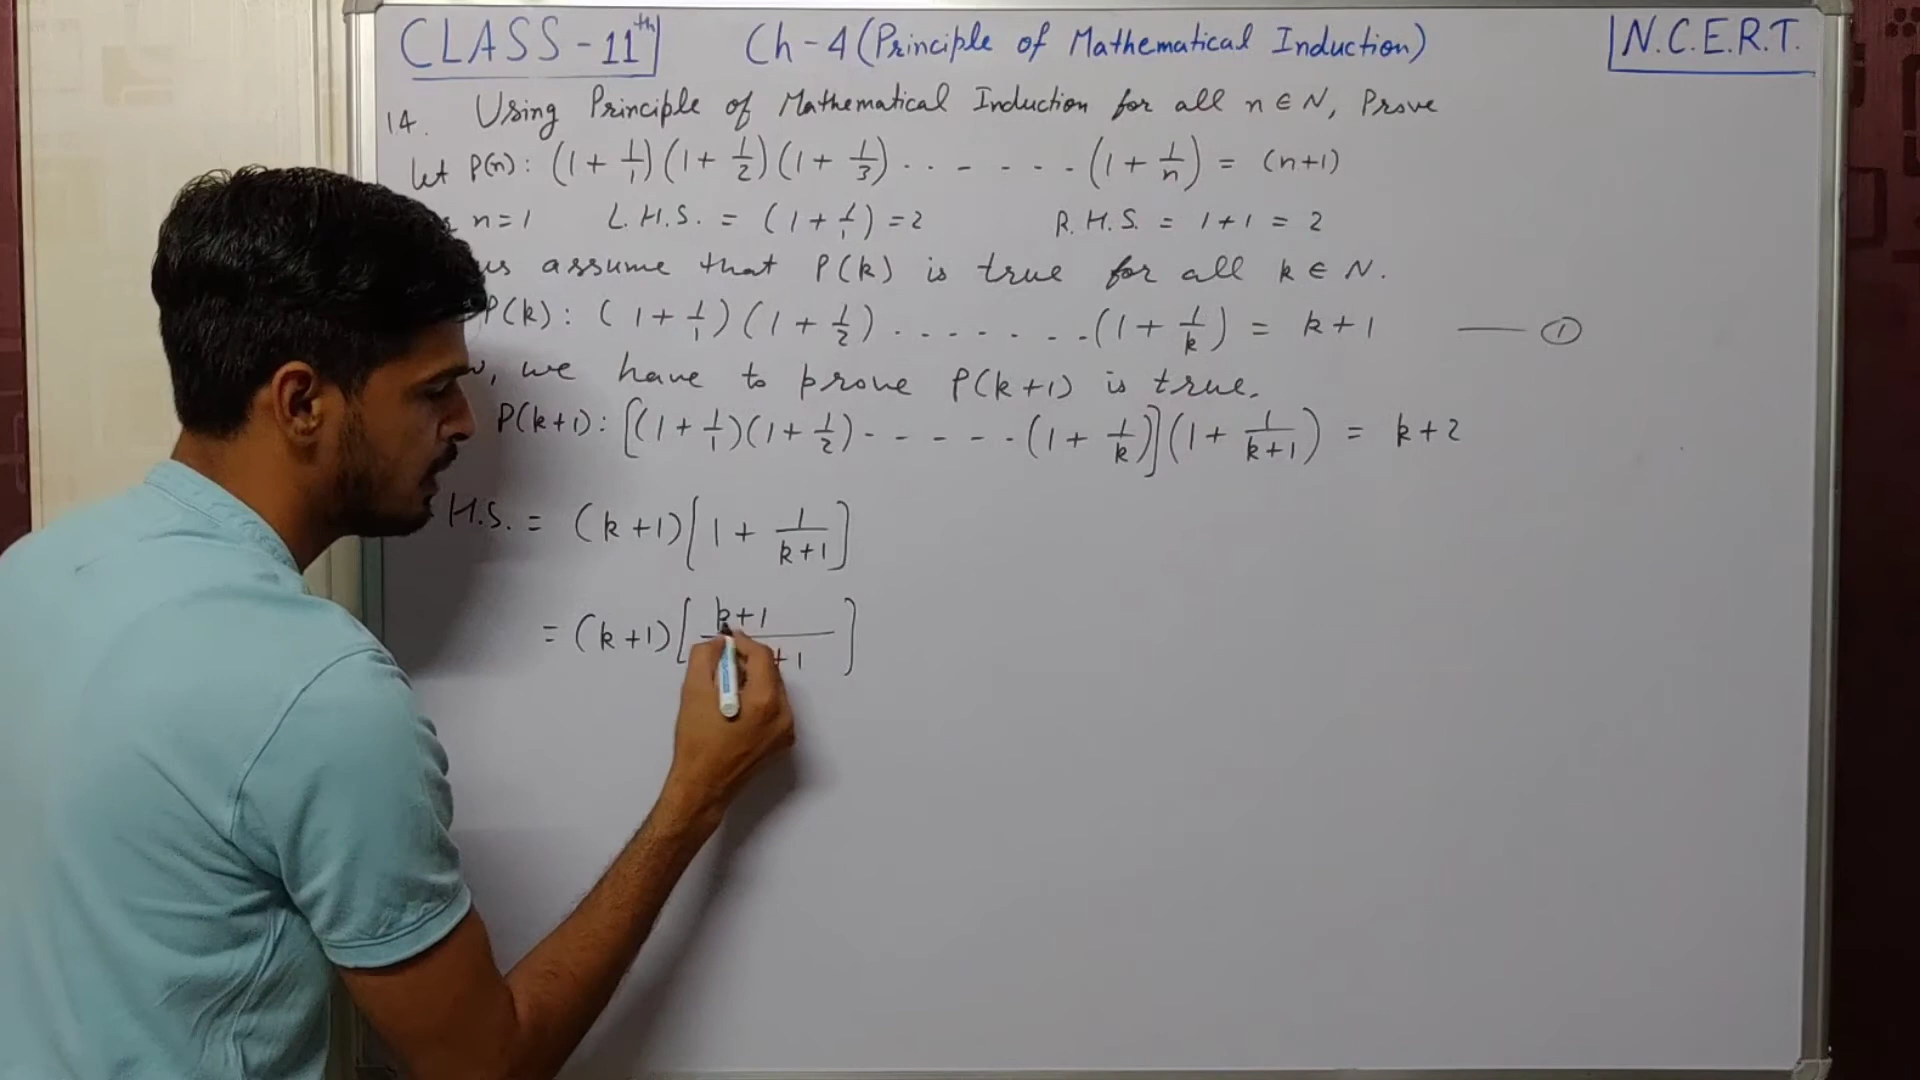 CLASS-11th Ch-4 (Principle of Mathematical Induction) N.C.E.R.T.
14. Using Principle of Mathematical Induction for all n ∈ N, Prove
Let P(n): (1 + 1/1)(1 + 1/2)(1 + 1/3) . . - - - . (1 + 1/n) = (n+1)
n=1 L.H.S. = (1 + 1/1) = 2 R.H.S. = 1+1 = 2
us assume that P(k) is true for all k ∈ N.
P(k): (1 + 1/1)(1 + 1/2) . . . . . . . .(1 + 1/k) = k+1 —— ①
we have to prove P(k+1) is true.
P(k+1): [(1 + 1/1)(1 + 1/2) - - - - - - (1 + 1/k)](1 + 1/(k+1)) = k+2
H.S. = (k+1)[1 + 1/(k+1)]
= (k+1)[k+1 / +1]